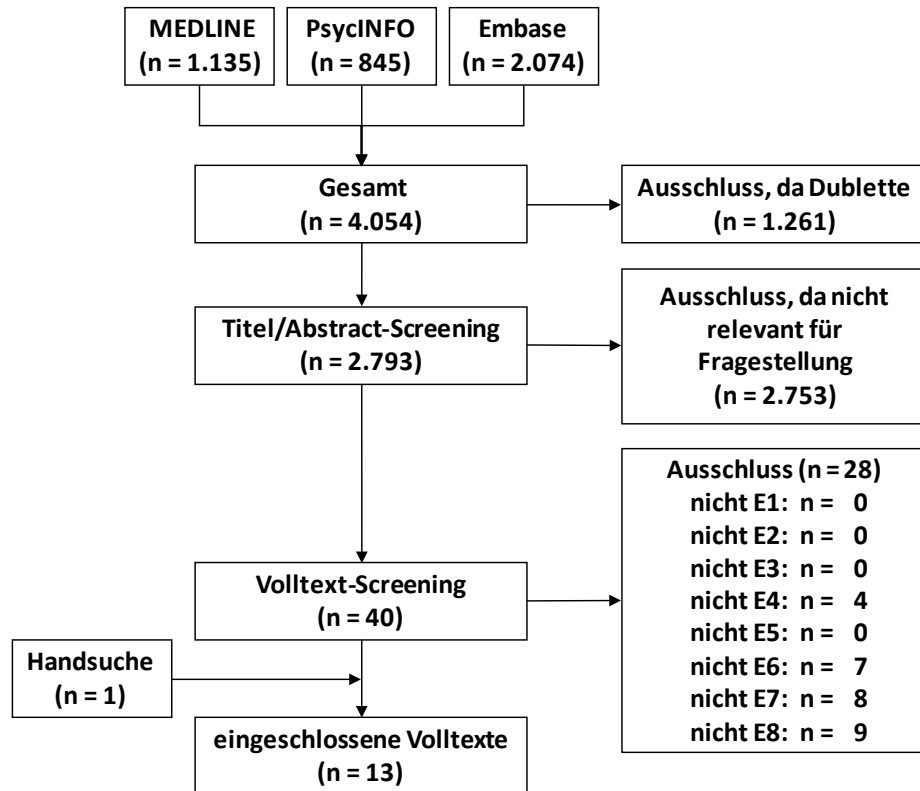 MEDLINE
(n = 1.135)
PsycINFO
(n = 845)
Embase
(n = 2.074)
Gesamt
(n = 4.054)
Ausschluss, da Dublette
(n = 1.261)
Titel/Abstract-Screening
(n = 2.793)
Ausschluss, da nicht
relevant für
Fragestellung
(n = 2.753)
Volltext-Screening
(n = 40)
Ausschluss (n = 28)
nicht E1: n = 0
nicht E2: n = 0
nicht E3: n = 0
nicht E4: n = 4
nicht E5: n = 0
nicht E6: n = 7
nicht E7: n = 8
nicht E8: n = 9
Handsuche
(n = 1)
eingeschlossene Volltexte
(n = 13)